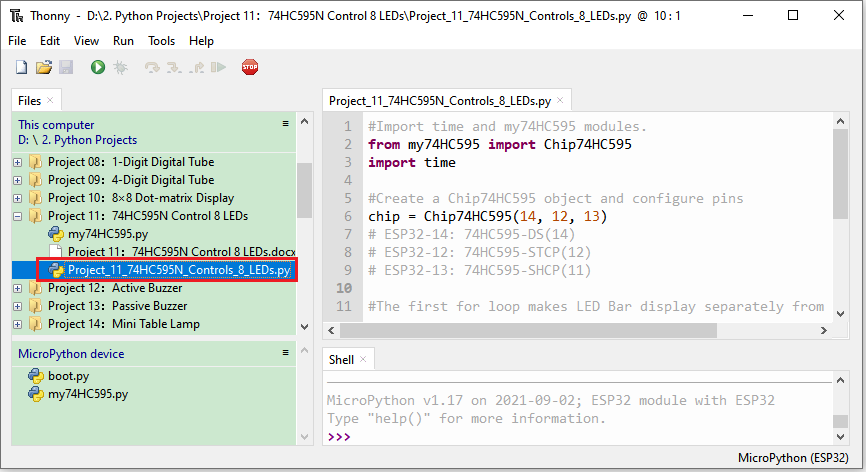 Thonny - D:\2. Python Projects\Project 11：74HC595N Control 8 LEDs\Project_11_74HC595N_Controls_8_LEDs.py @ 10 : 1
File Edit View Run Tools Help
STOP
Files
This computer
D: \ 2. Python Projects
Project 08：1-Digit Digital Tube
Project 09：4-Digit Digital Tube
Project 10：8×8 Dot-matrix Display
Project 11：74HC595N Control 8 LEDs
my74HC595.py
Project 11：74HC595N Control 8 LEDs.docx
Project_11_74HC595N_Controls_8_LEDs.py
Project 12：Active Buzzer
Project 13：Passive Buzzer
Project 14：Mini Table Lamp
MicroPython device
boot.py
my74HC595.py
Project_11_74HC595N_Controls_8_LEDs.py
1 #Import time and my74HC595 modules.
2 from my74HC595 import Chip74HC595
3 import time
4
5 #Create a Chip74HC595 object and configure pins
6 chip = Chip74HC595(14, 12, 13)
7 # ESP32-14: 74HC595-DS(14)
8 # ESP32-12: 74HC595-STCP(12)
9 # ESP32-13: 74HC595-SHCP(11)
10
11 #The first for loop makes LED Bar display separately from
Shell
MicroPython v1.17 on 2021-09-02; ESP32 module with ESP32
Type "help()" for more information.
>>>
MicroPython (ESP32)